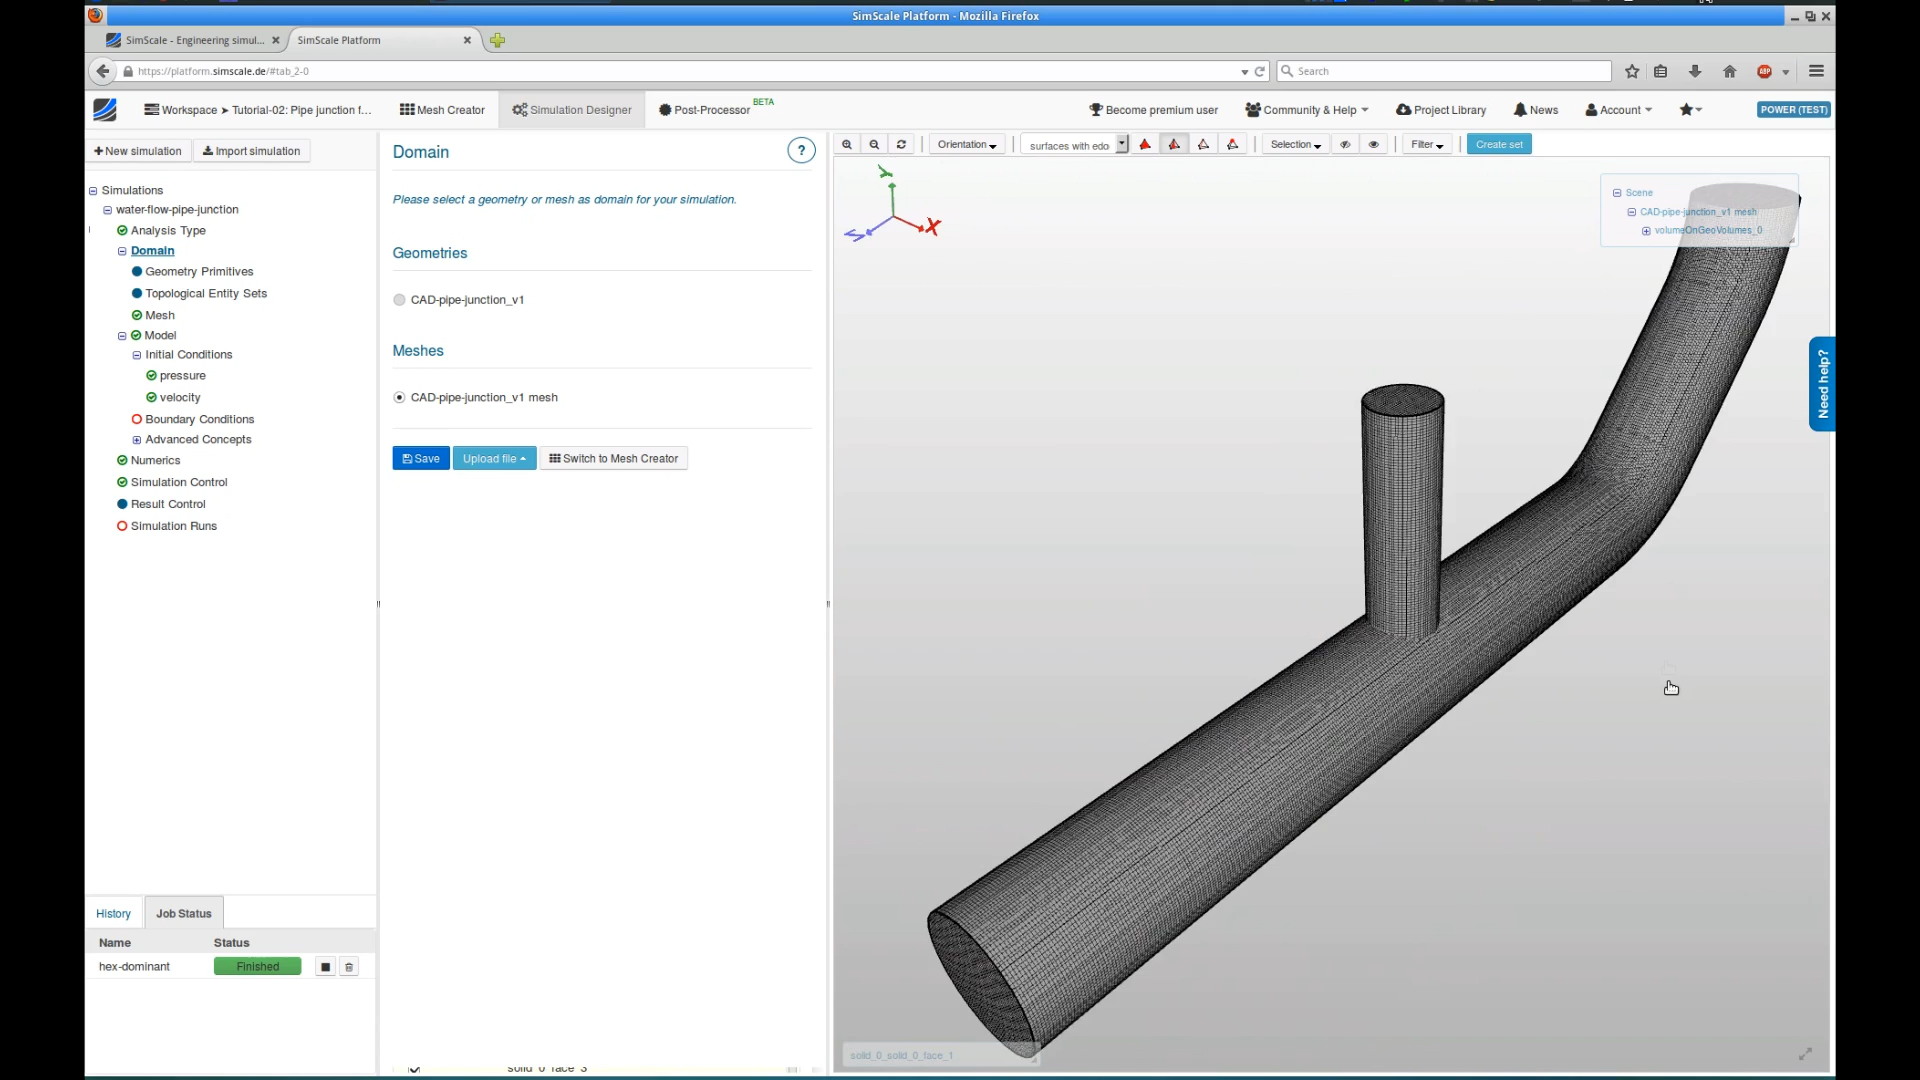 SimScale Platform - Mozilla Firefox
SimScale - Engineering simul...
SimScale Platform
https://platform.simscale.de/#tab_2-0
Search
ABP
Workspace ➤ Tutorial-02: Pipe junction f...
Mesh Creator
Simulation Designer
Post-Processor BETA
Become premium user
Community & Help
Project Library
News
Account
POWER (TEST)
New simulation
Import simulation
Simulations
water-flow-pipe-junction
Analysis Type
Domain
Geometry Primitives
Topological Entity Sets
Mesh
Model
Initial Conditions
pressure
velocity
Boundary Conditions
Advanced Concepts
Numerics
Simulation Control
Result Control
Simulation Runs
History
Job Status
Name Status
hex-dominant Finished
Domain
?
Please select a geometry or mesh as domain for your simulation.
Geometries
CAD-pipe-junction_v1
Meshes
CAD-pipe-junction_v1 mesh
Save
Upload file
Switch to Mesh Creator
solid_0_face_3
Orientation
surfaces with edg
Selection
Filter
Create set
Y
X
Z
Scene
CAD-pipe-junction_v1 mesh
volumeOnGeoVolumes_0
Need help?
solid_0_solid_0_face_1